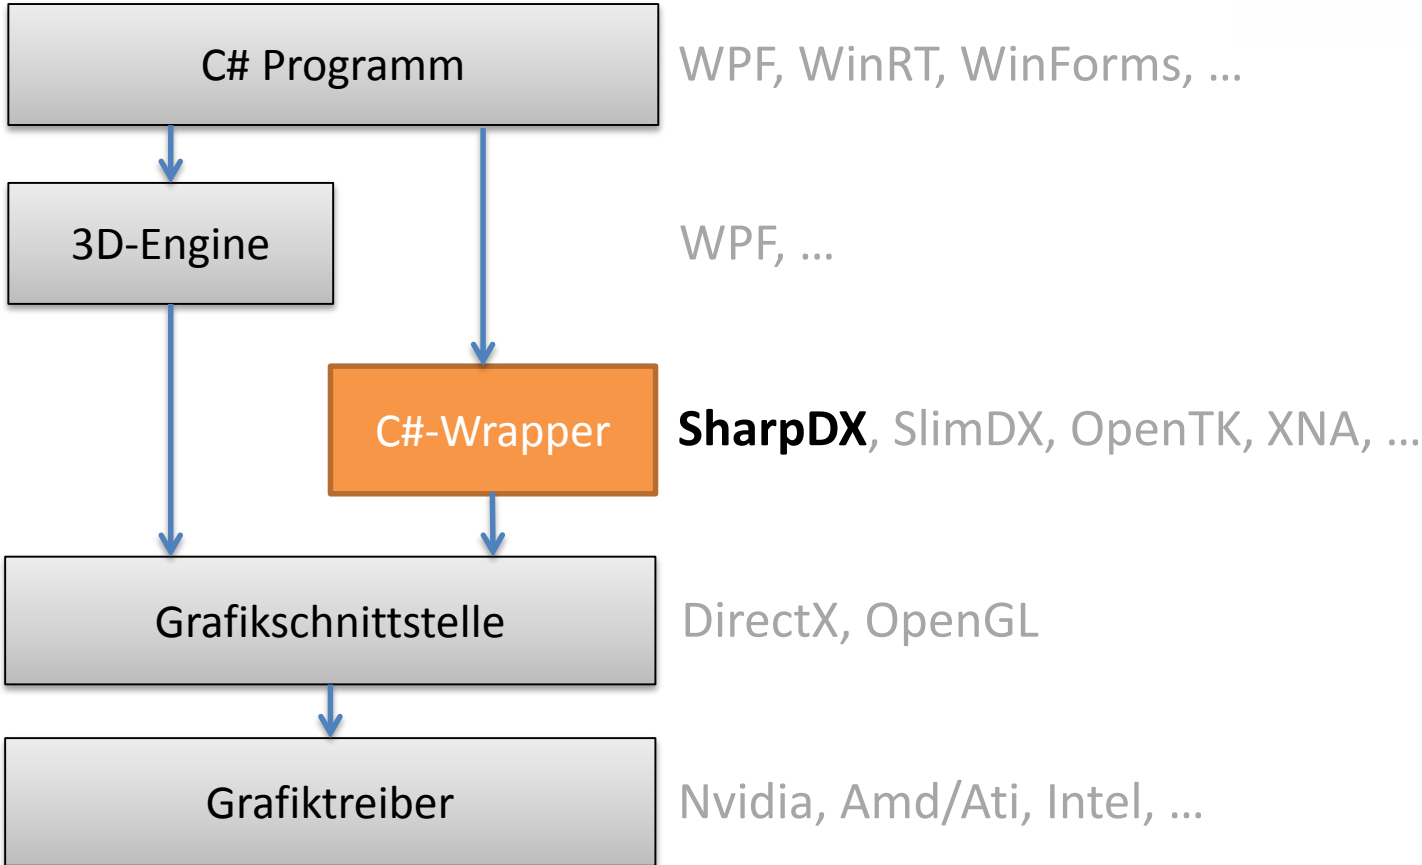 C# Programm
WPF, WinRT, WinForms, …
3D-Engine
WPF, …
C#-Wrapper
SharpDX, SlimDX, OpenTK, XNA, …
Grafikschnittstelle
DirectX, OpenGL
Grafiktreiber
Nvidia, Amd/Ati, Intel, …